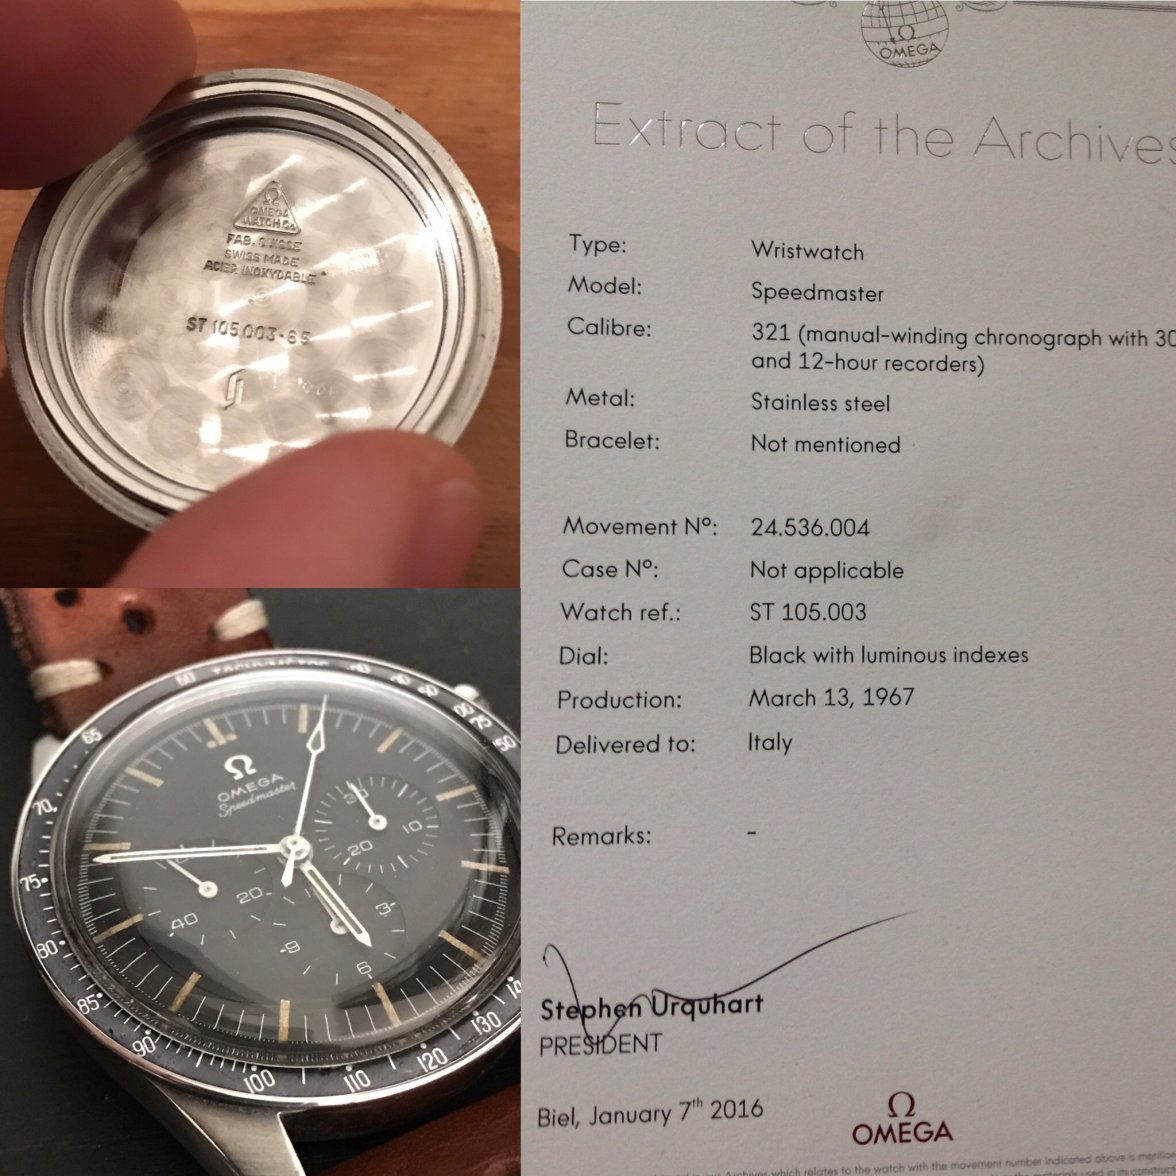 OMEGA
WATCH Co
FAB. SUISSE
SWISS MADE
ACIER INOXYDABLE
ST 105.003-65
OMEGA
Extract of the Archives
Type: Wristwatch
Model: Speedmaster
Calibre: 321 (manual-winding chronograph with 30
and 12-hour recorders)
Metal: Stainless steel
Bracelet: Not mentioned
Movement Nº: 24.536.004
Case Nº: Not applicable
Watch ref.: ST 105.003
Dial: Black with luminous indexes
Production: March 13, 1967
Delivered to: Italy
Remarks: -
Stephen Urquhart
PRESIDENT
Biel, January 7th 2016
OMEGA
OMEGA
Speedmaster
30
10
20
20
40
3
6
9
60
65
70
75
80
85
90
100
110
120
130
150